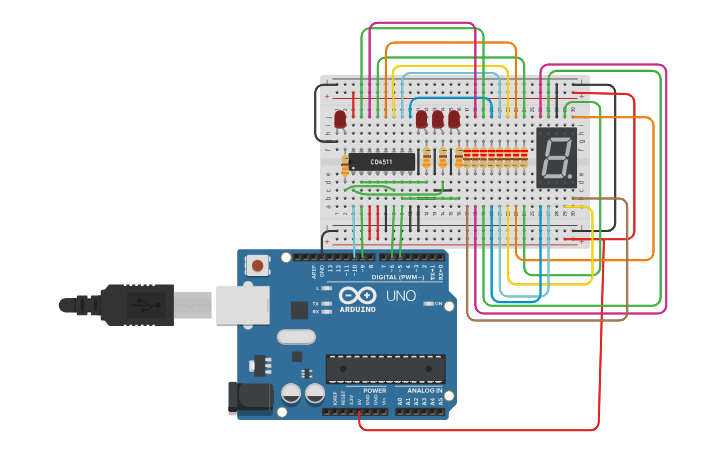 CD4511
AREF
GND
13
12
~11
~10
~9
8
7
~6
~5
4
~3
2
TX→1
RX←0
DIGITAL (PWM~)
L
TX
RX
UNO
ARDUINO
ON
POWER
ANALOG IN
IOREF
RESET
3.3V
5V
GND
GND
Vin
A0
A1
A2
A3
A4
A5